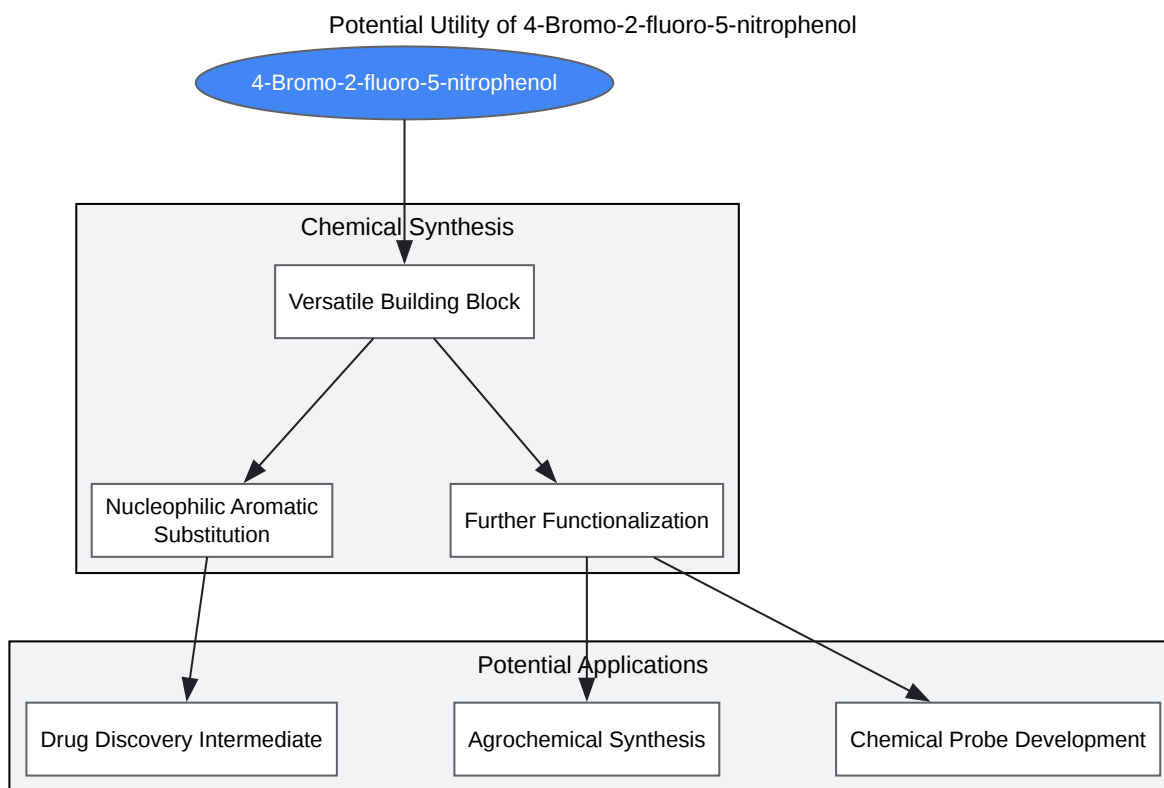 Potential Utility of 4-Bromo-2-fluoro-5-nitrophenol
4-Bromo-2-fluoro-5-nitrophenol
Chemical Synthesis
Versatile Building Block
Nucleophilic Aromatic
Substitution
Further Functionalization
Potential Applications
Drug Discovery Intermediate
Agrochemical Synthesis
Chemical Probe Development